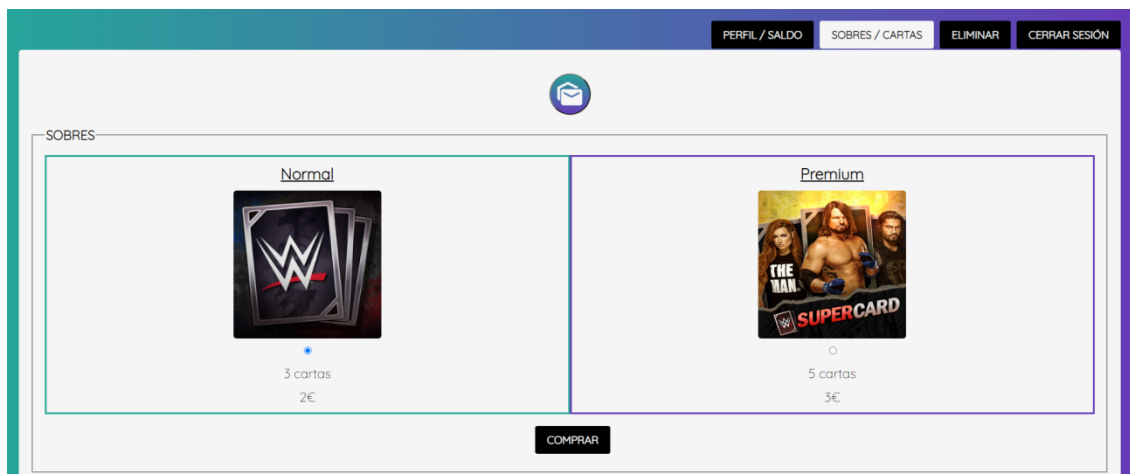 PERFIL / SALDO SOBRES / CARTAS ELIMINAR CERRAR SESIÓN
SOBRES
Normal
W
3 cartas
2€
Premium
THE
MAN.
W SUPERCARD
5 cartas
3€
COMPRAR